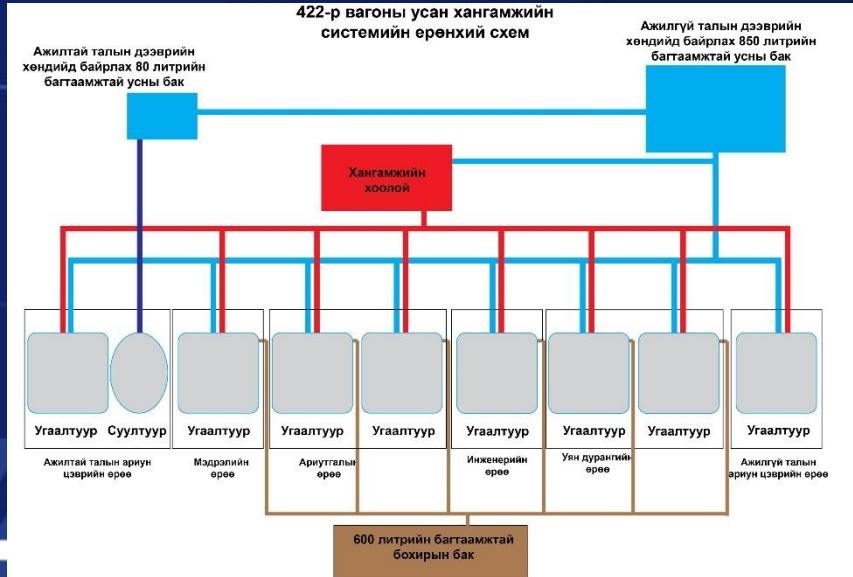 422-р вагоны усан хангамжийн
системийн ерөнхий схем
Ажилтай талын дээврийн
хөндийд байрлах 80 литрийн
багтаамжтай усны бак
Ажилгүй талын дээврийн
хөндийд байрлах 850 литрийн
багтаамжтай усны бак
Хангамжийн
хоолой
Угаалтуур Суултуур Угаалтуур Угаалтуур Угаалтуур Угаалтуур Угаалтуур Угаалтуур Угаалтуур
Ажилтай талын ариун
цэврийн өрөө
Мэдрэлийн
өрөө
Ариутгалын
өрөө
Инженерийн
өрөө
Уян дурангийн
өрөө
Ажилгүй талын
ариун цэврийн өрөө
600 литрийн багтаамжтай
бохирын бак